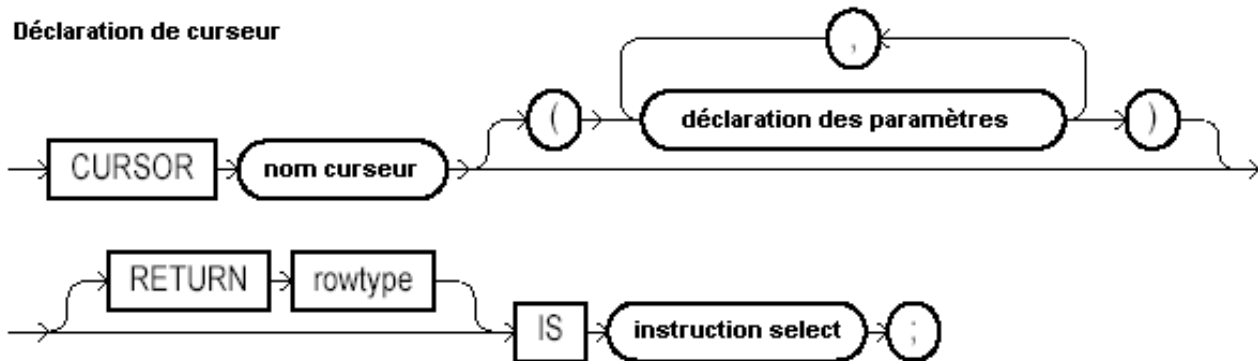 Déclaration de curseur
,
( déclaration des paramètres )
CURSOR nom curseur
RETURN rowtype
IS instruction select ;